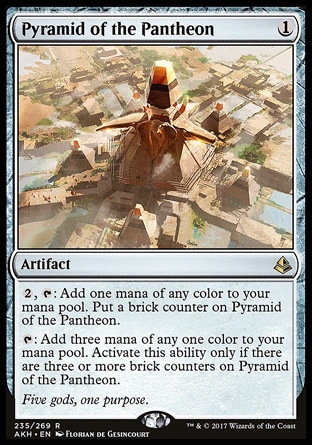 Pyramid of the Pantheon 1
Artifact
2, T: Add one mana of any color to your
mana pool. Put a brick counter on Pyramid
of the Pantheon.
T: Add three mana of any one color to your
mana pool. Activate this ability only if there
are three or more brick counters on Pyramid
of the Pantheon.
Five gods, one purpose.
235/269 R
AKH • EN Florian de Gesincourt
™ & © 2017 Wizards of the Coast